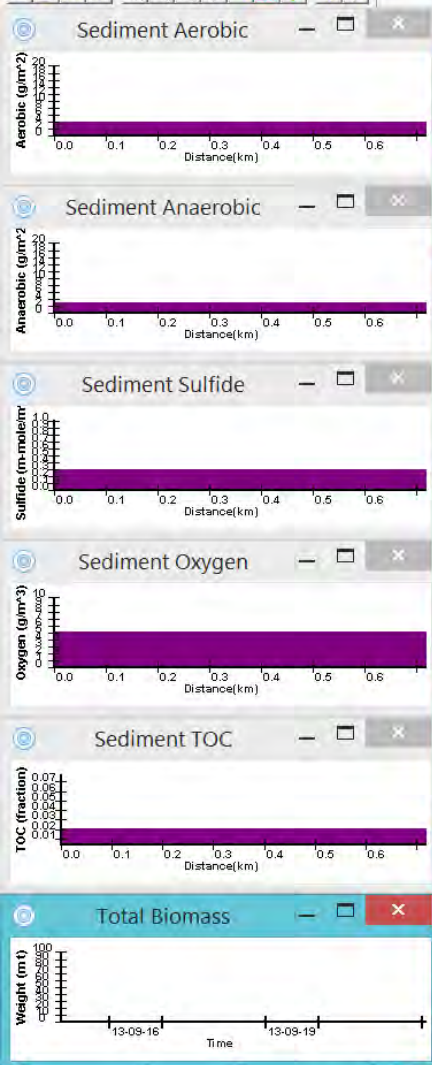 Sediment Aerobic
Aerobic (g/m^2)
20
0.0 0.1 0.2 0.3 0.4 0.5 0.6
Distance(km)
Sediment Anaerobic
Anaerobic (g/m^2
20
0.0 0.1 0.2 0.3 0.4 0.5 0.6
Distance(km)
Sediment Sulfide
Sulfide (m-mole/m
1.0
0.0 0.1 0.2 0.3 0.4 0.5 0.6
Distance(km)
Sediment Oxygen
Oxygen (g/m^3)
10
0.0 0.1 0.2 0.3 0.4 0.5 0.6
Distance(km)
Sediment TOC
TOC (fraction)
0.07
0.06
0.05
0.04
0.03
0.02
0.01
0.0 0.1 0.2 0.3 0.4 0.5 0.6
Distance(km)
Total Biomass
Weight (mt)
100
13-09-16 13-09-19
Time